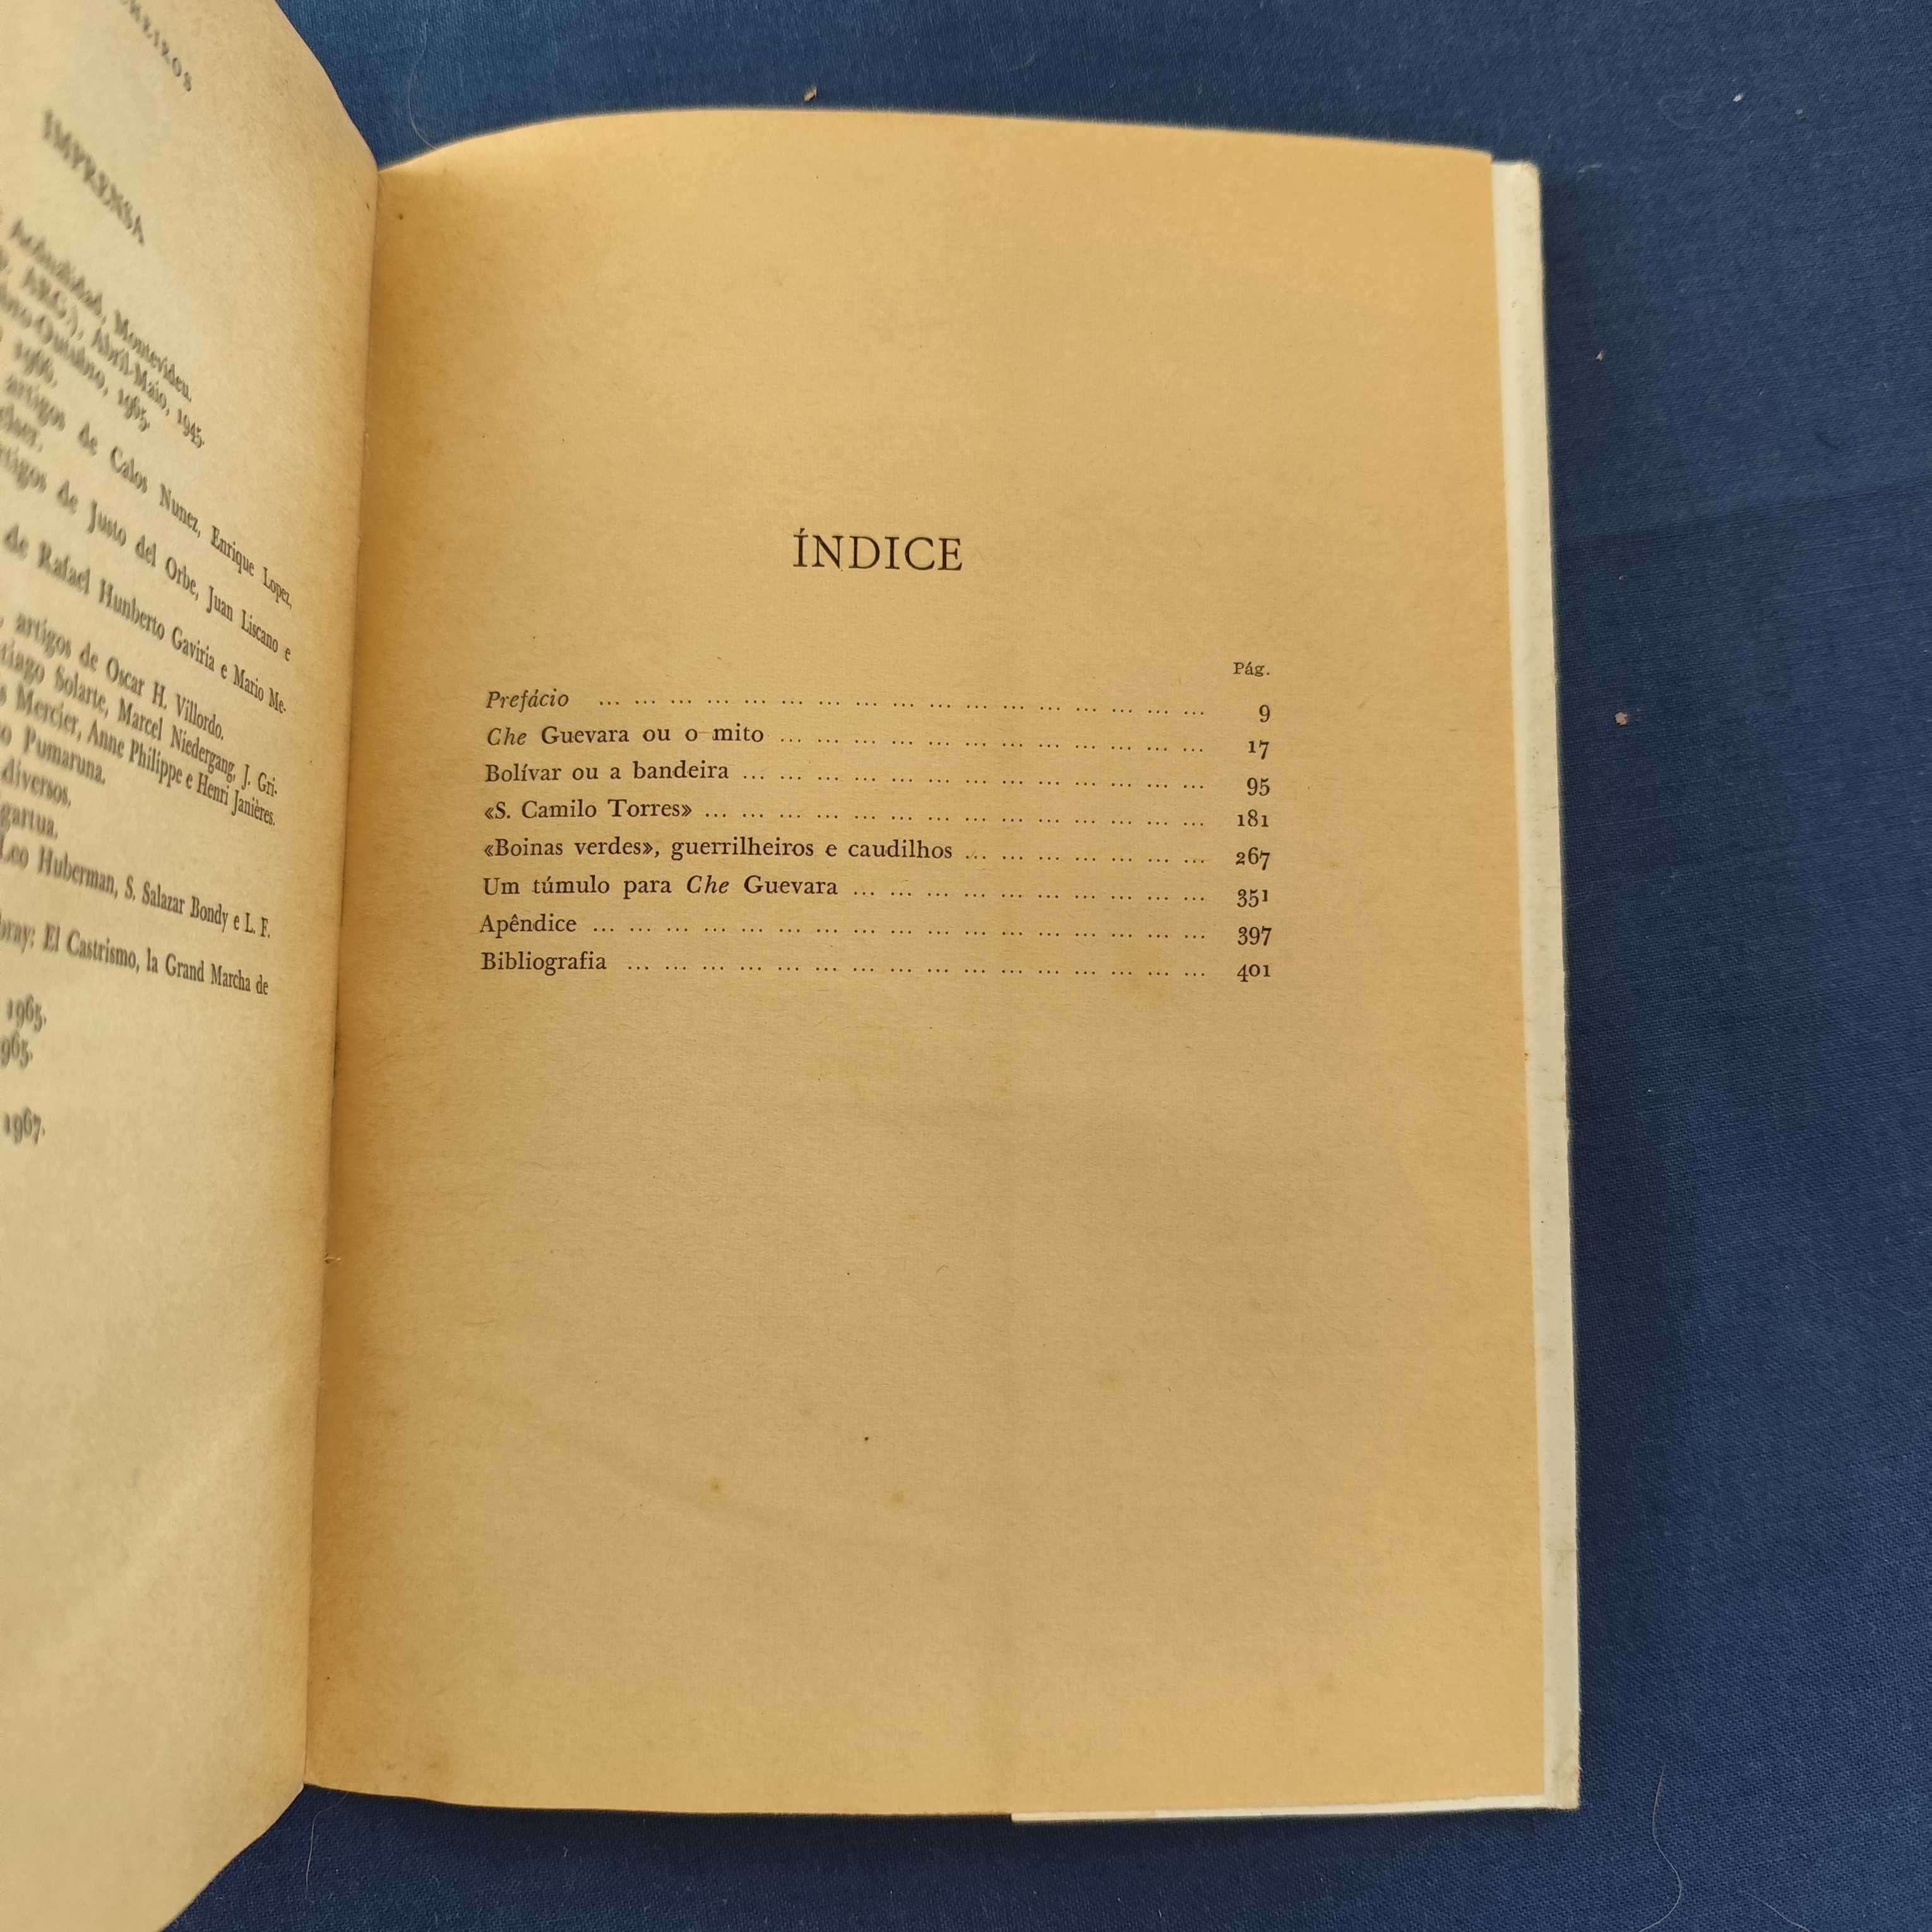 IMPRENSA
Actualidad, Montevideu.
ARG.), Abril-Maio, 1945.
-Outubro, 1965.
1966.
artigos de Calos Nunez, Enrique Lopez,
artigos de Justo del Orbe, Juan Liscano e
de Rafael Hunberto Gaviria e Mario Me-
artigos de Oscar H. Villordo.
Solarte, Marcel Niedergang, J. Gri-
Mercier, Anne Philippe e Henri Janières.
Pumaruna.
diversos.
Leo Huberman, S. Salazar Bondy e L. F.
El Castrismo, la Grand Marcha de
1965.
1967.
ÍNDICE
Pág.
Prefácio ... ... ... ... ... ... ... ... ... ... ... ... ... ... ... ... ... 9
Che Guevara ou o mito ... ... ... ... ... ... ... ... ... ... ... ... 17
Bolívar ou a bandeira ... ... ... ... ... ... ... ... ... ... ... ... ... 95
«S. Camilo Torres» ... ... ... ... ... ... ... ... ... ... ... ... ... ... 181
«Boinas verdes», guerrilheiros e caudilhos ... ... ... ... ... ... ... 267
Um túmulo para Che Guevara ... ... ... ... ... ... ... ... ... ... 351
Apêndice ... ... ... ... ... ... ... ... ... ... ... ... ... ... ... ... ... 397
Bibliografia ... ... ... ... ... ... ... ... ... ... ... ... ... ... ... ... 401